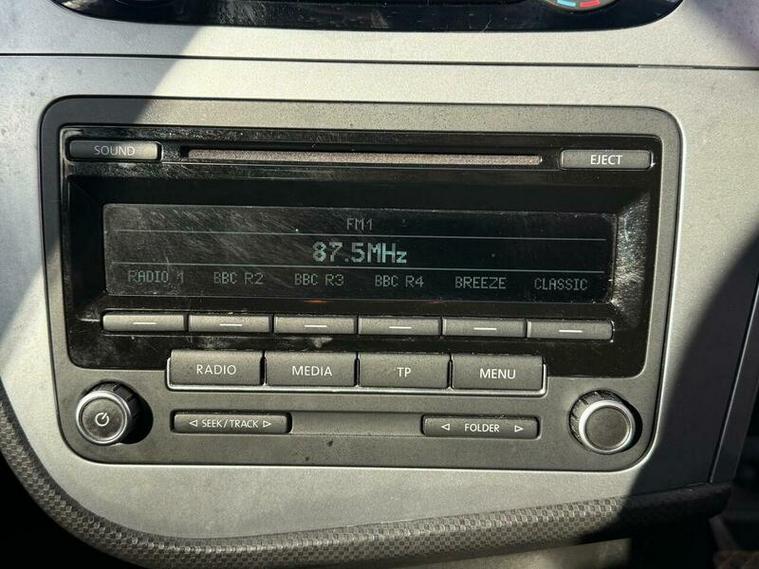 SOUND EJECT
FM1
87.5MHz
RADIO 1 BBC R2 BBC R3 BBC R4 BREEZE CLASSIC
RADIO MEDIA TP MENU
◁ SEEK/TRACK ▷ ◁ FOLDER ▷